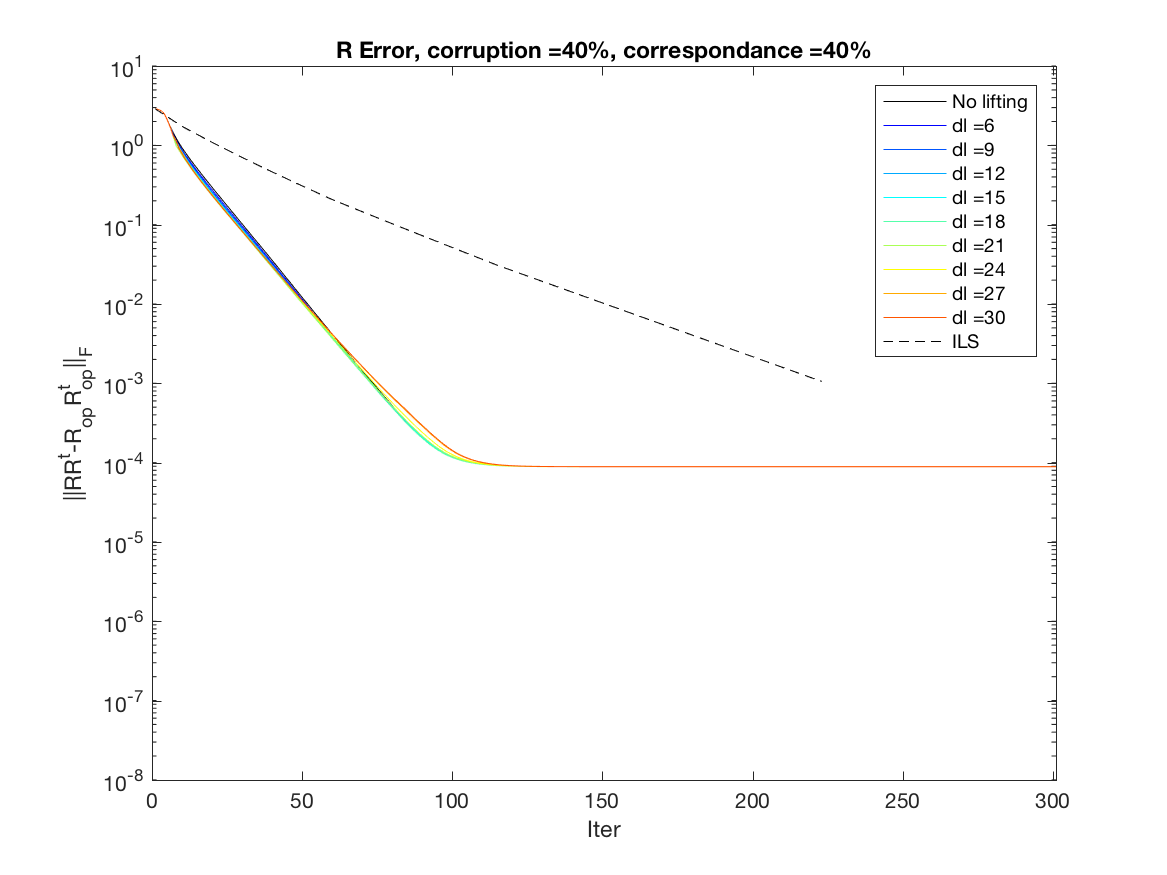 R Error, corruption =40%, correspondance =40%
10^1
10^0
10^-1
10^-2
10^-3
10^-4
10^-5
10^-6
10^-7
10^-8
||RR^t-R_op R^t_op||_F
No lifting
dl =6
dl =9
dl =12
dl =15
dl =18
dl =21
dl =24
dl =27
dl =30
ILS
0 50 100 150 200 250 300
Iter